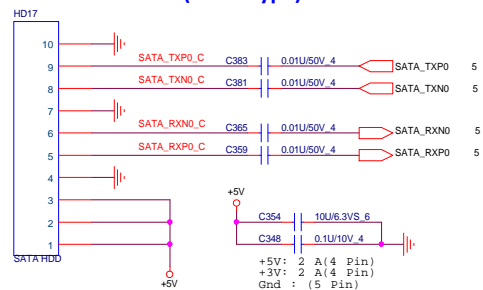 HD17
10
9
8
7
6
5
4
3
2
1
SATA HDD
SATA_TXP0_C C383 0.01U/50V_4 SATA_TXP0 5
SATA_TXN0_C C381 0.01U/50V_4 SATA_TXN0 5
SATA_RXN0_C C365 0.01U/50V_4 SATA_RXN0 5
SATA_RXP0_C C359 0.01U/50V_4 SATA_RXP0 5
+5V
+5V
C354 10U/6.3VS_6
C348 0.1U/10V_4
+5V: 2 A(4 Pin)
+3V: 2 A(4 Pin)
Gnd : (5 Pin)